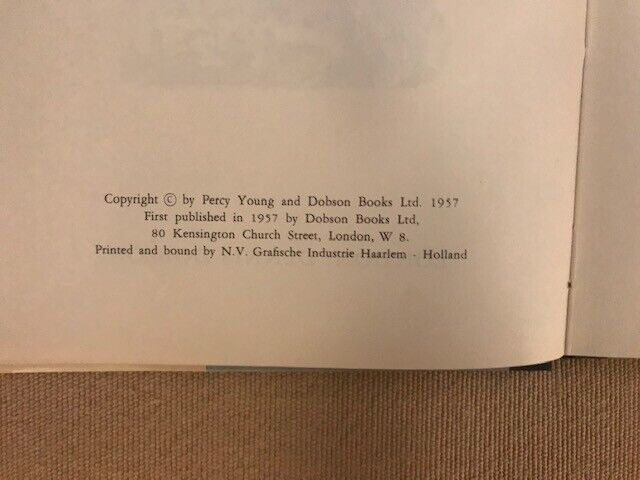 Copyright © by Percy Young and Dobson Books Ltd. 1957
First published in 1957 by Dobson Books Ltd,
80 Kensington Church Street, London, W 8.
Printed and bound by N.V. Grafische Industrie Haarlem - Holland